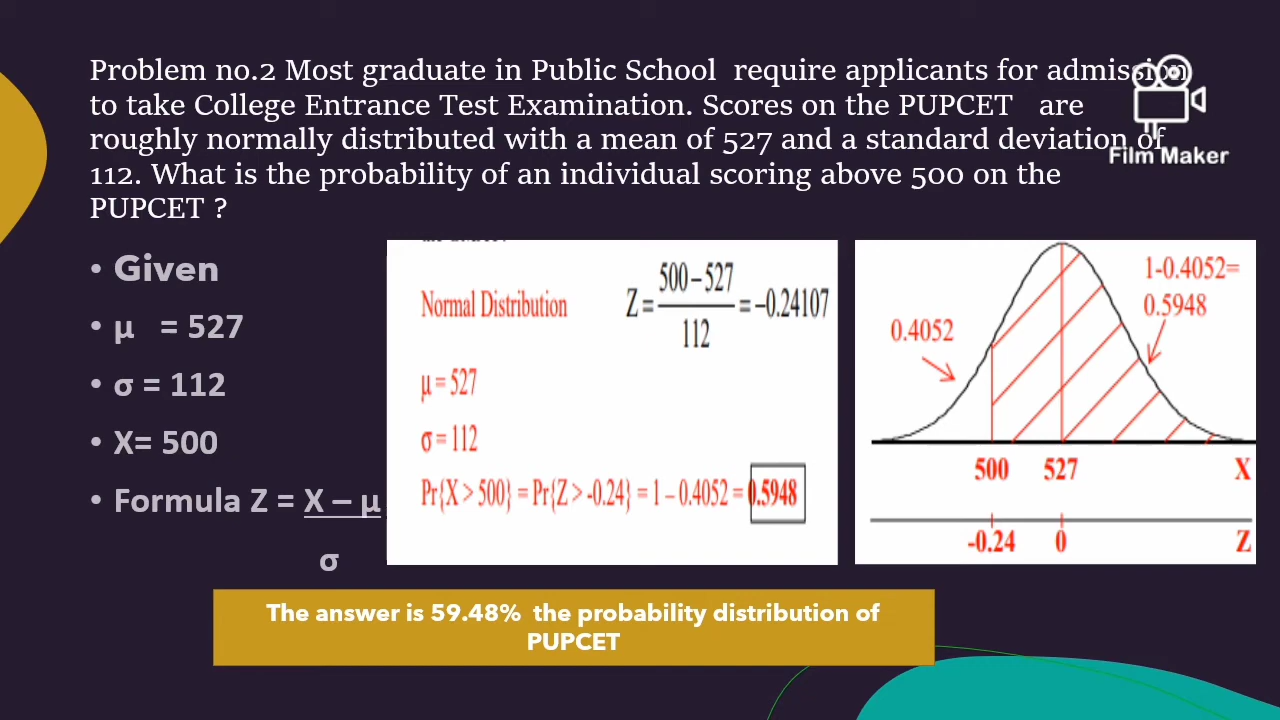 Problem no.2 Most graduate in Public School require applicants for admission
to take College Entrance Test Examination. Scores on the PUPCET are
roughly normally distributed with a mean of 527 and a standard deviation of
112. What is the probability of an individual scoring above 500 on the
PUPCET ?
Film Maker
• Given
• μ = 527
• σ = 112
• X= 500
• Formula Z = X – μ
σ
Normal Distribution
Z = 500 – 527 / 112 = –0.24107
μ = 527
σ = 112
Pr{X > 500} = Pr{Z > -0.24} = 1 – 0.4052 = 0.5948
1-0.4052=
0.5948
0.4052
500 527 X
-0.24 0 Z
The answer is 59.48% the probability distribution of
PUPCET